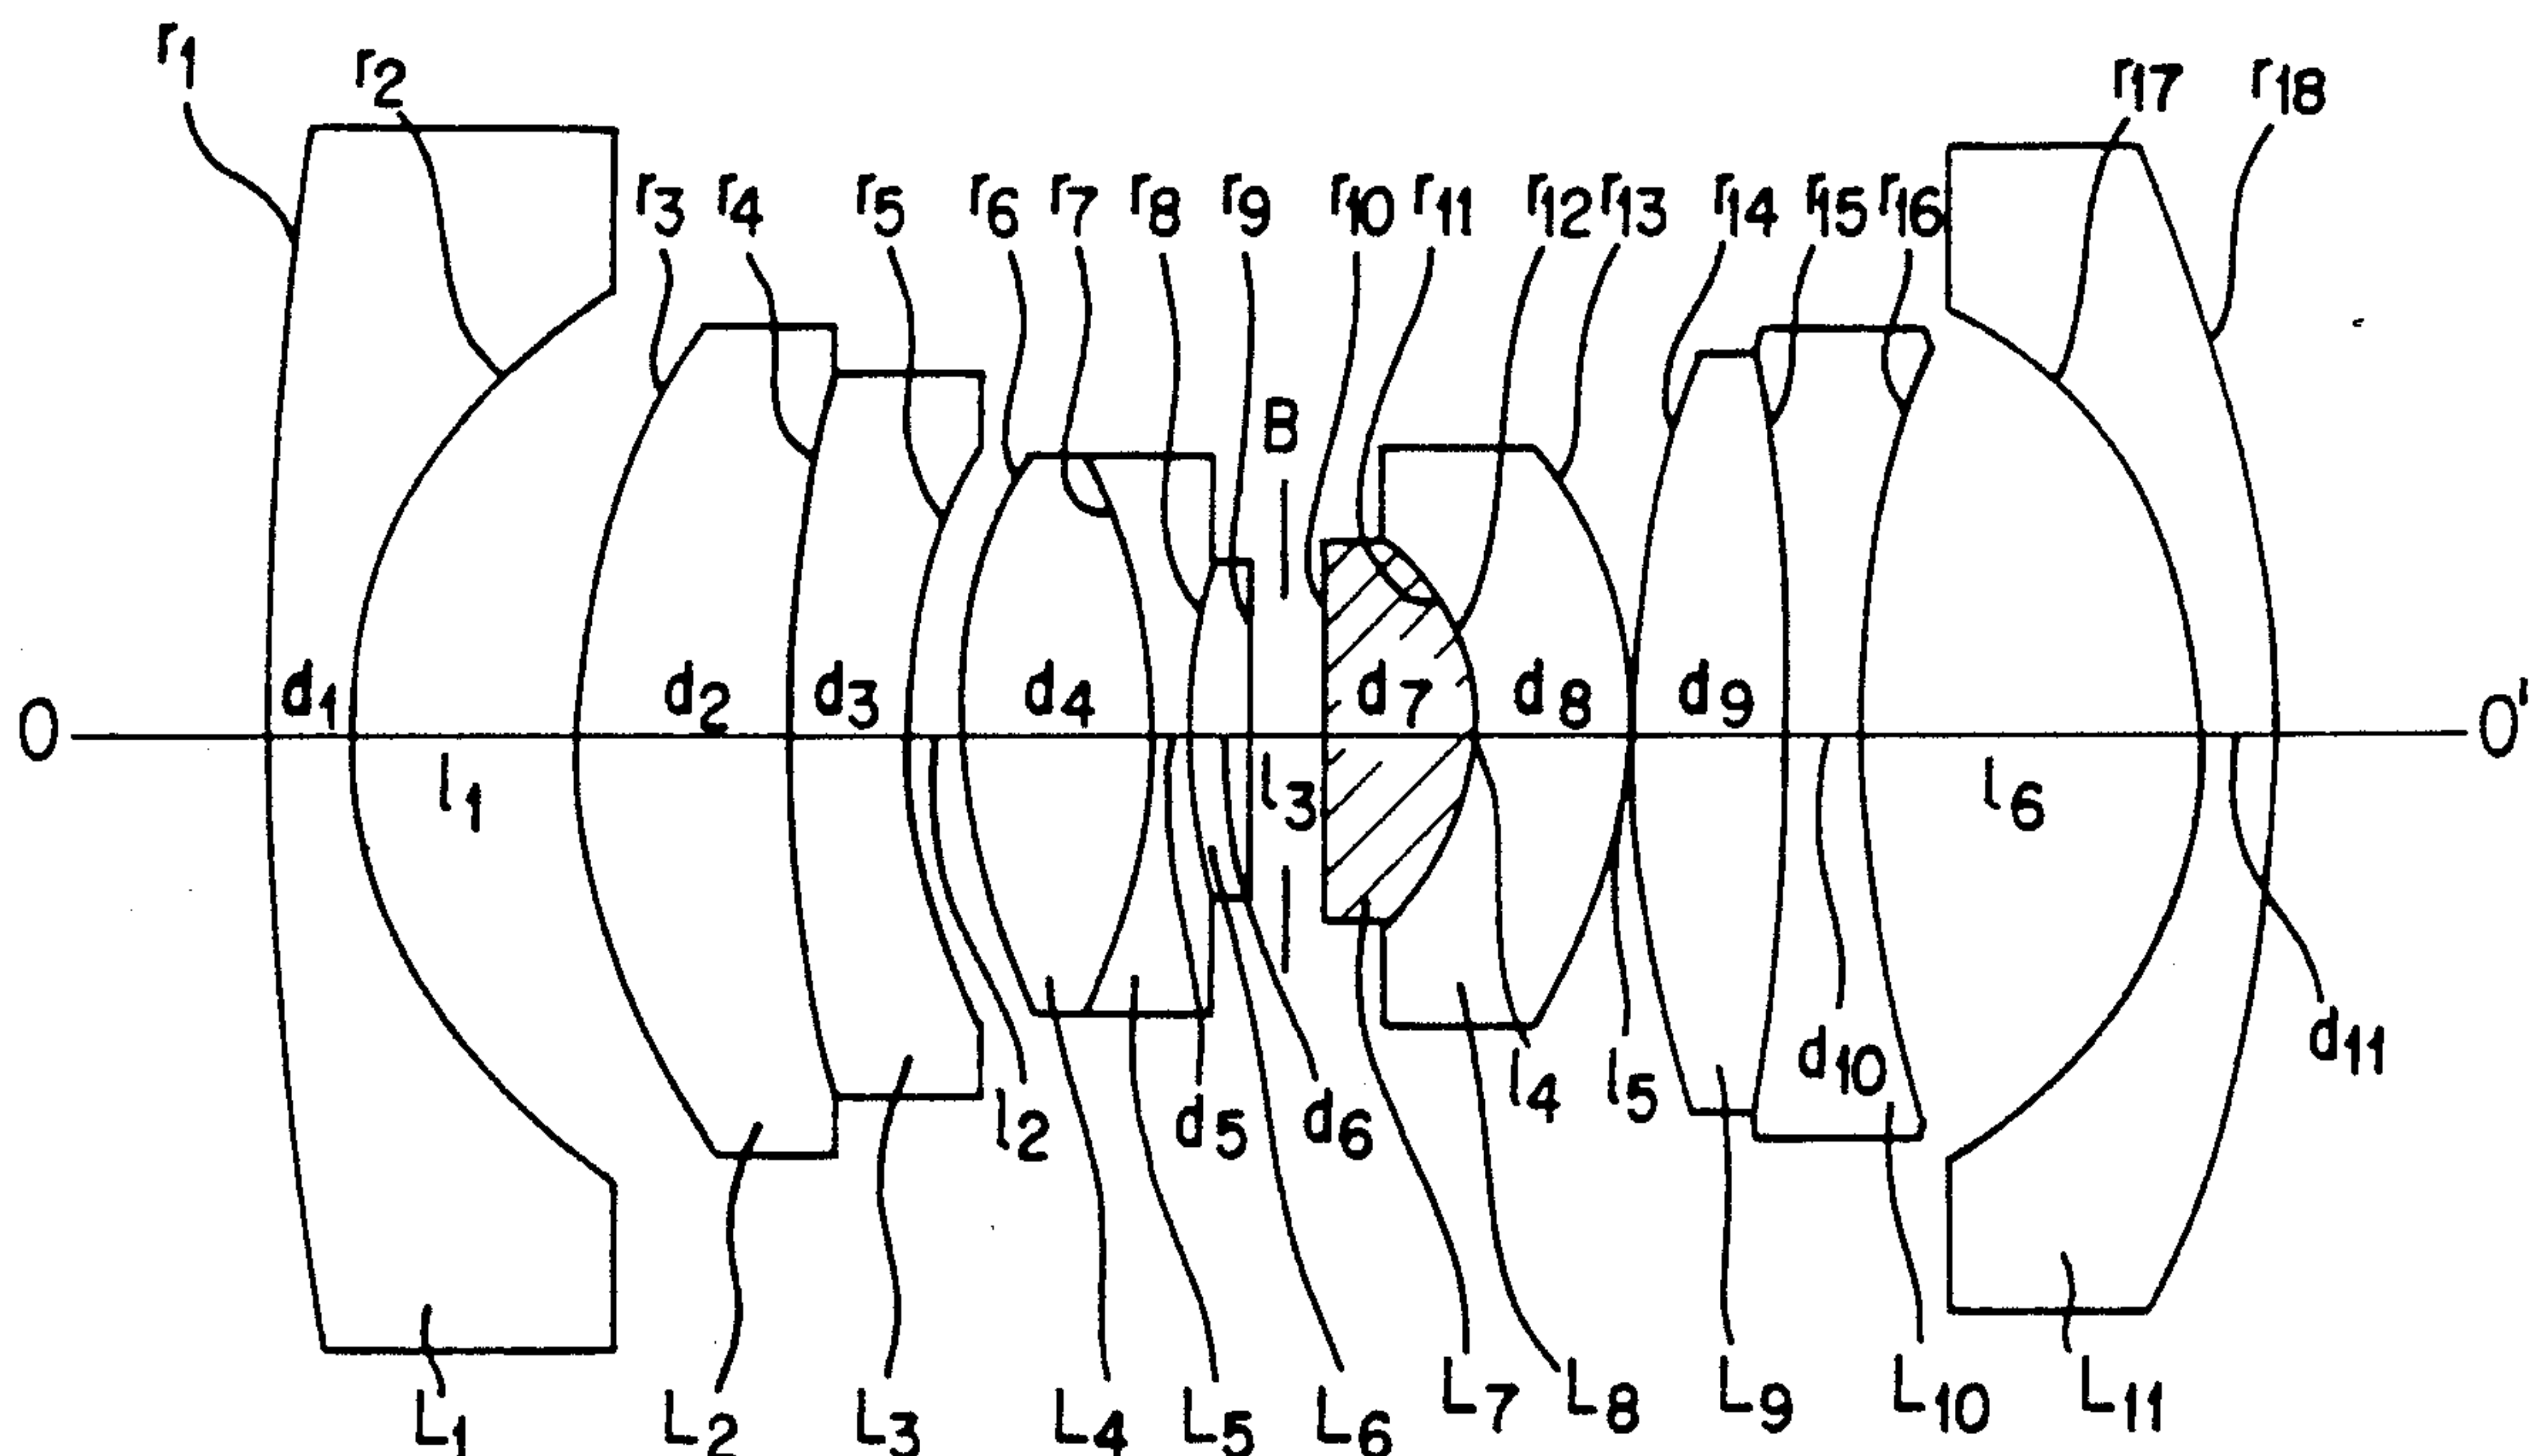 r1 r2 r3 r4 r5 r6 r7 r8 r9 r10 r11 r12 r13 r14 r15 r16 r17 r18
B
O d1 d2 d3 d4 d7 d8 d9 O'
l1 l3 l6
l2 d5 d6 l4 l5 d10 d11
L1 L2 L3 L4 L5 L6 L7 L8 L9 L10 L11